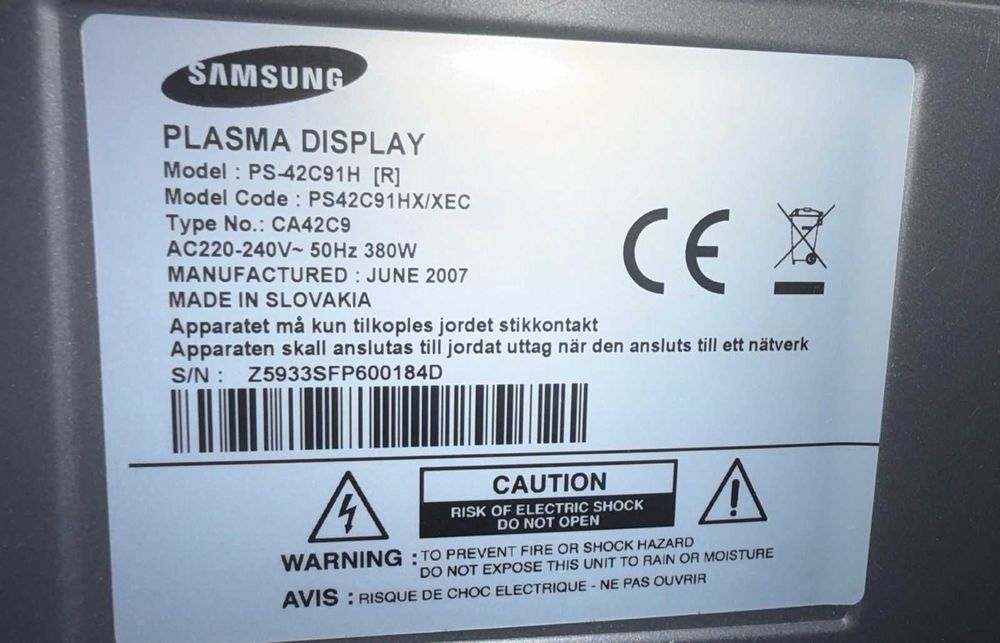 SAMSUNG
PLASMA DISPLAY
Model : PS-42C91H [R]
Model Code : PS42C91HX/XEC
Type No.: CA42C9
AC220-240V~ 50Hz 380W
MANUFACTURED : JUNE 2007
MADE IN SLOVAKIA
Apparatet må kun tilkoples jordet stikkontakt
Apparaten skall anslutas till jordat uttag när den ansluts till ett nätverk
S/N : Z5933SFP600184D
CE
CAUTION
RISK OF ELECTRIC SHOCK
DO NOT OPEN
WARNING : TO PREVENT FIRE OR SHOCK HAZARD
DO NOT EXPOSE THIS UNIT TO RAIN OR MOISTURE
AVIS : RISQUE DE CHOC ELECTRIQUE - NE PAS OUVRIR